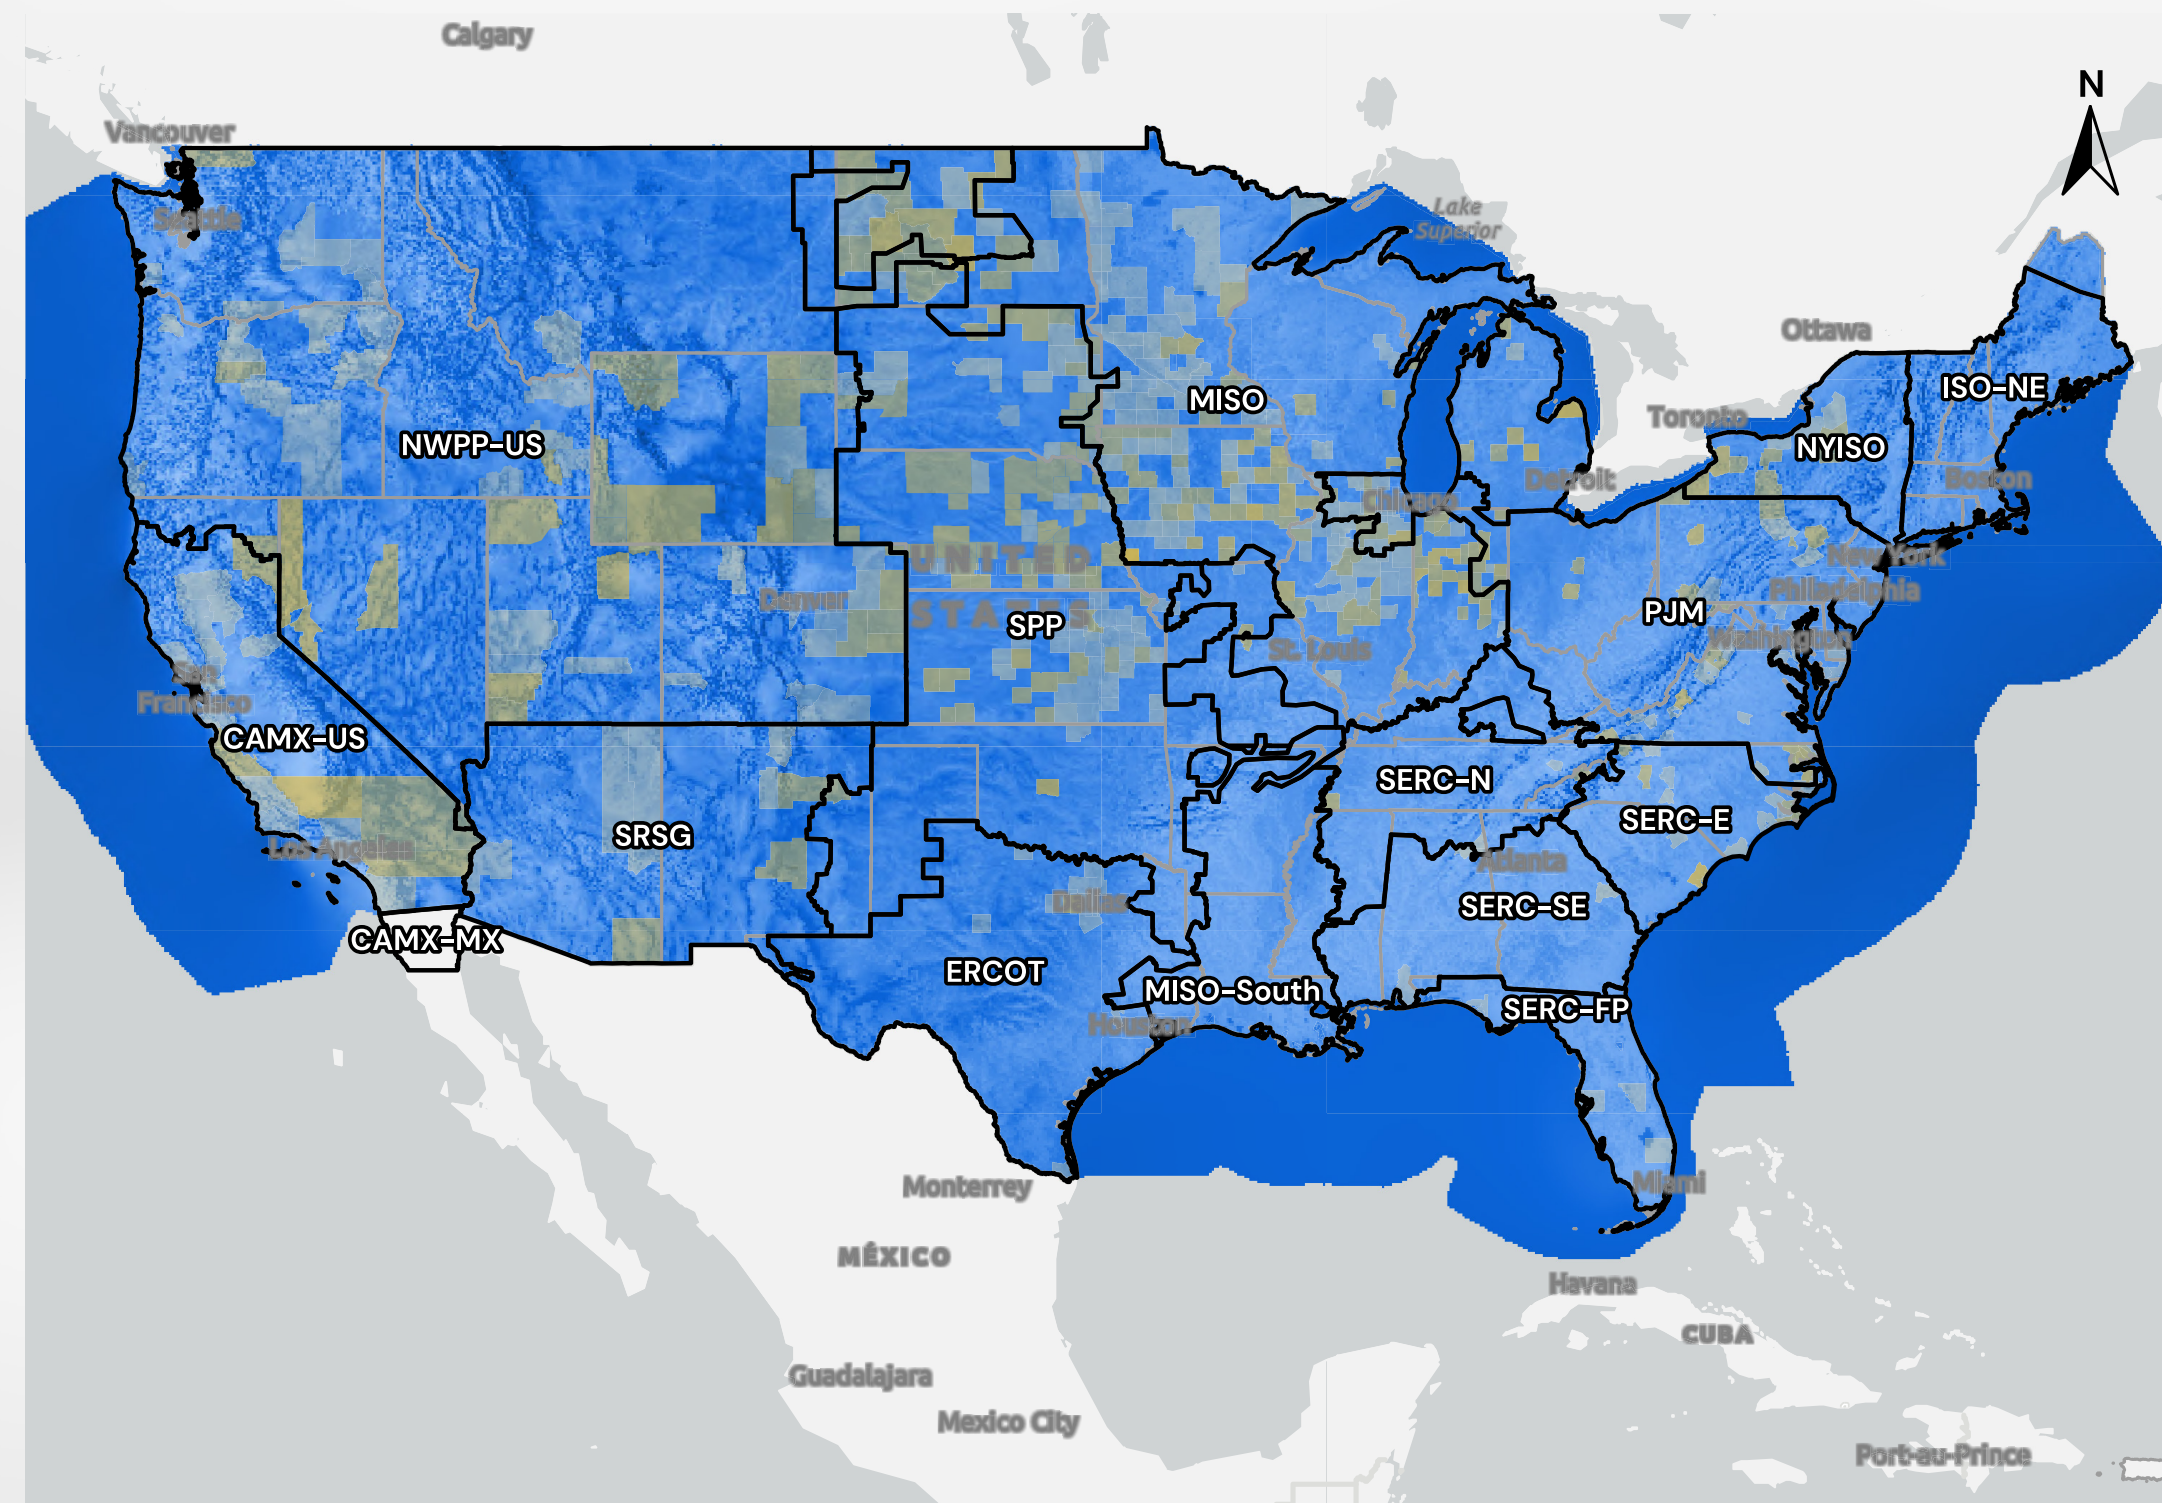 Calgary
N
Vancouver
Seattle
Lake
Superior
Ottawa
ISO-NE
MISO
Toronto
NYISO
NWPP-US
Boston
Detroit
Chicago
UNITED
New York
Philadelphia
Denver
STATES
SPP
PJM
Washington
St. Louis
San
Francisco
CAMX-US
SERC-N
SERC-E
SRSG
Los Angeles
Atlanta
Dallas
SERC-SE
CAMX-MX
ERCOT
MISO-South
SERC-FP
Houston
Miami
Monterrey
MÉXICO
Havana
CUBA
Guadalajara
Mexico City
Port-au-Prince